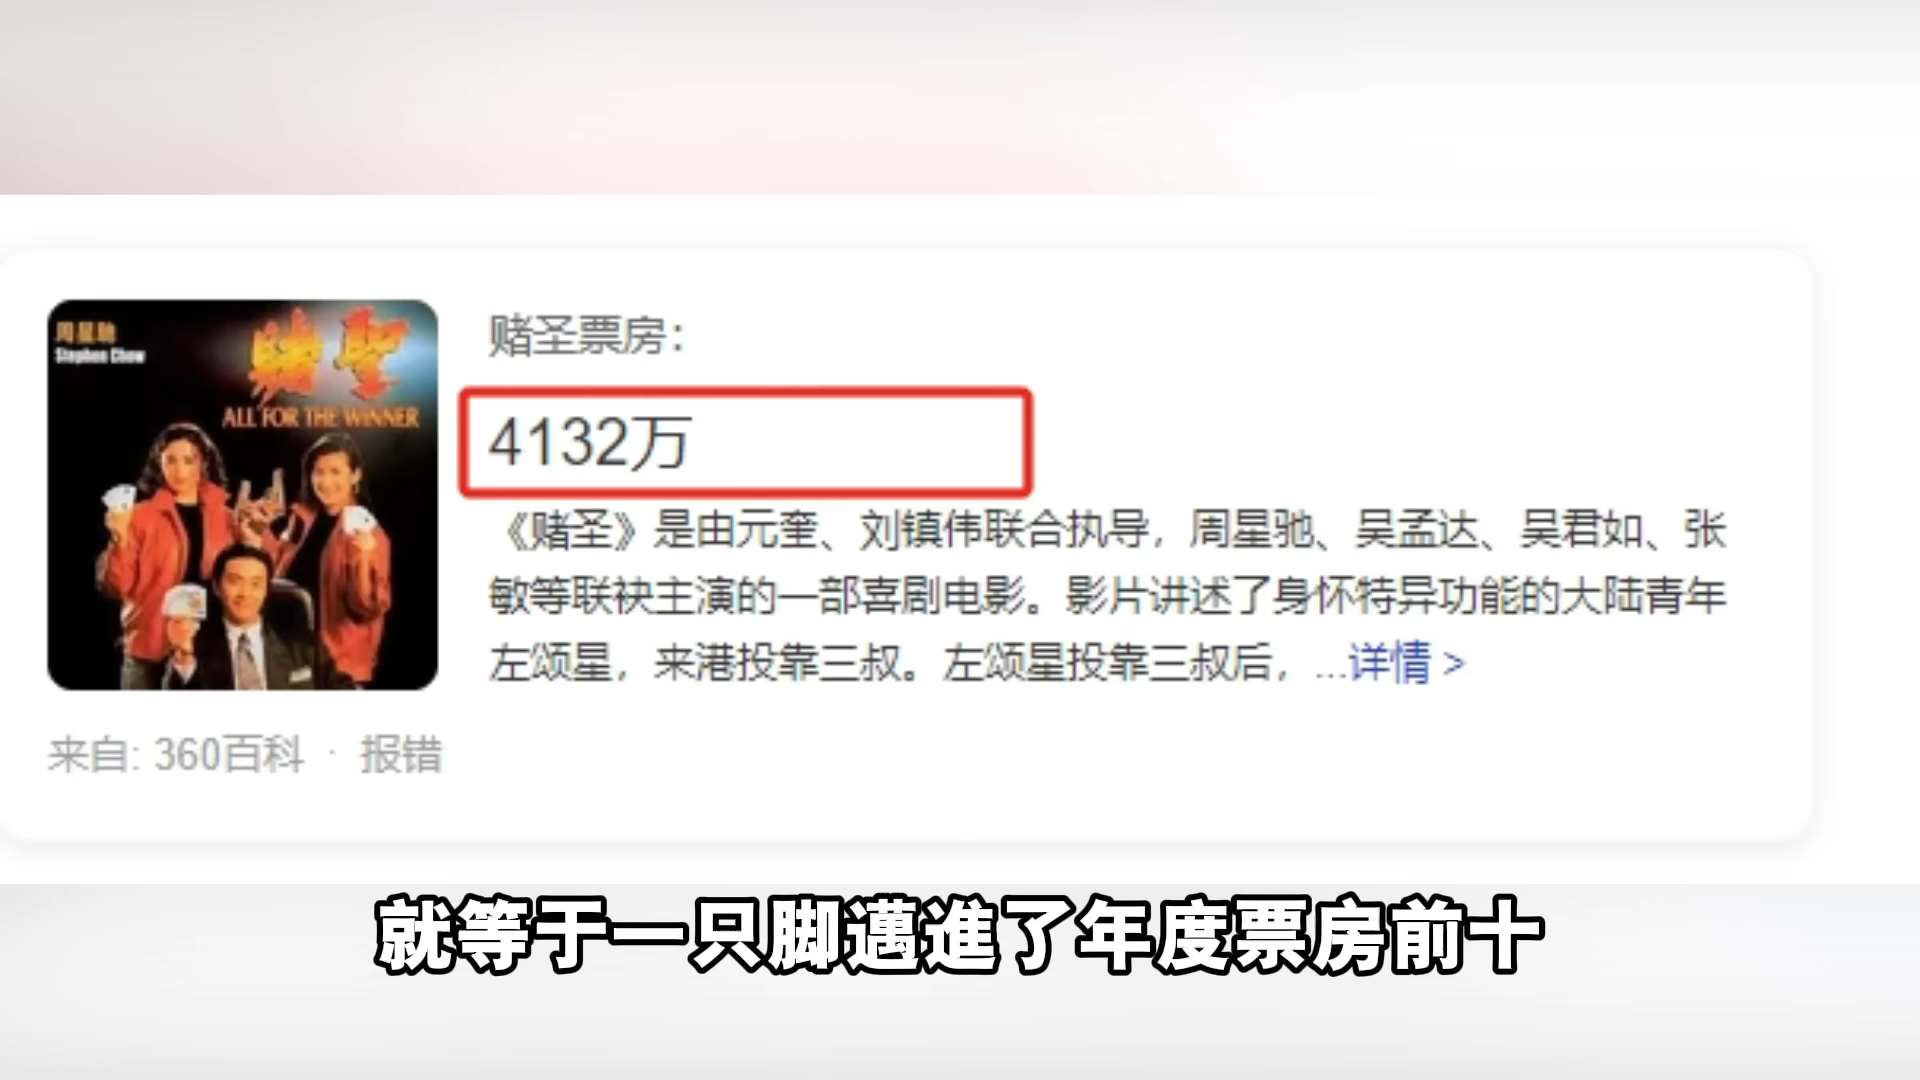 周星馳
Stephen Chow
賭聖
ALL FOR THE WINNER
赌圣票房：
4132万
《赌圣》是由元奎、刘镇伟联合执导，周星驰、吴孟达、吴君如、张
敏等联袂主演的一部喜剧电影。影片讲述了身怀特异功能的大陆青年
左颂星，来港投靠三叔。左颂星投靠三叔后，...详情 >
来自: 360百科 · 报错
就等于一只脚邁進了年度票房前十